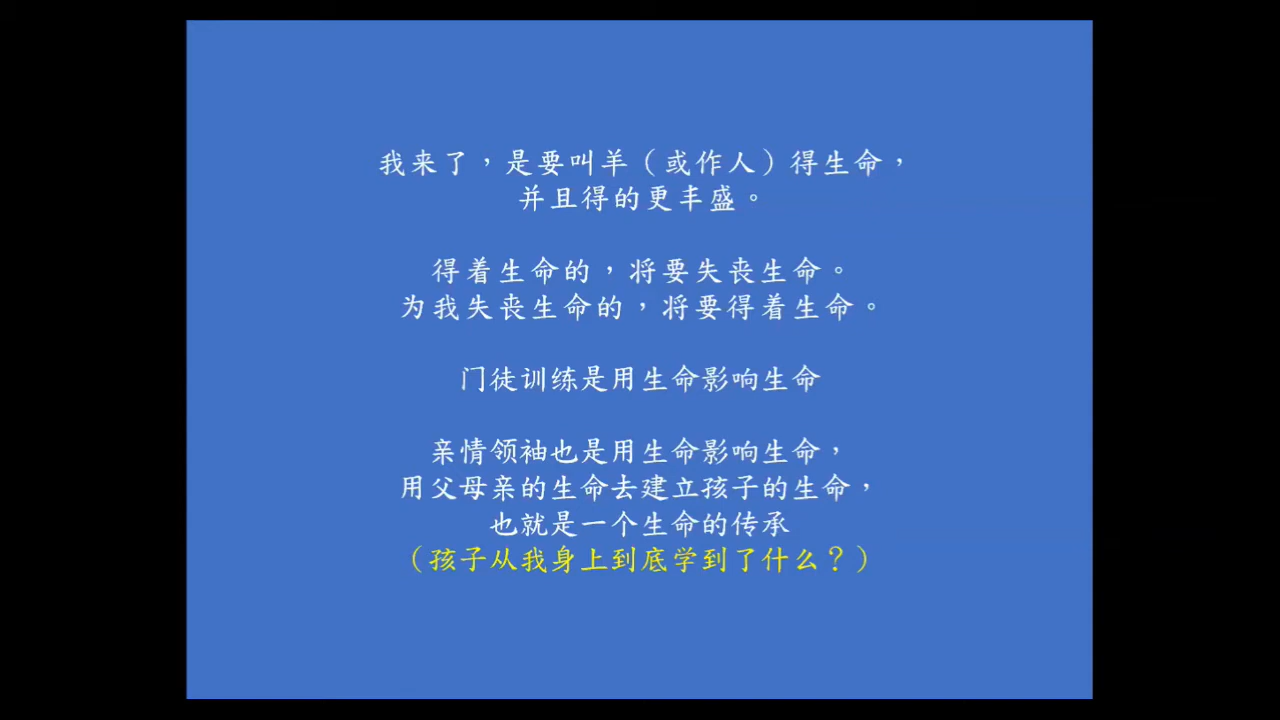 我来了，是要叫羊（或作人）得生命，
并且得的更丰盛。
得着生命的，将要失丧生命。
为我失丧生命的，将要得着生命。
门徒训练是用生命影响生命
亲情领袖也是用生命影响生命，
用父母亲的生命去建立孩子的生命，
也就是一个生命的传承
（孩子从我身上到底学到了什么？）